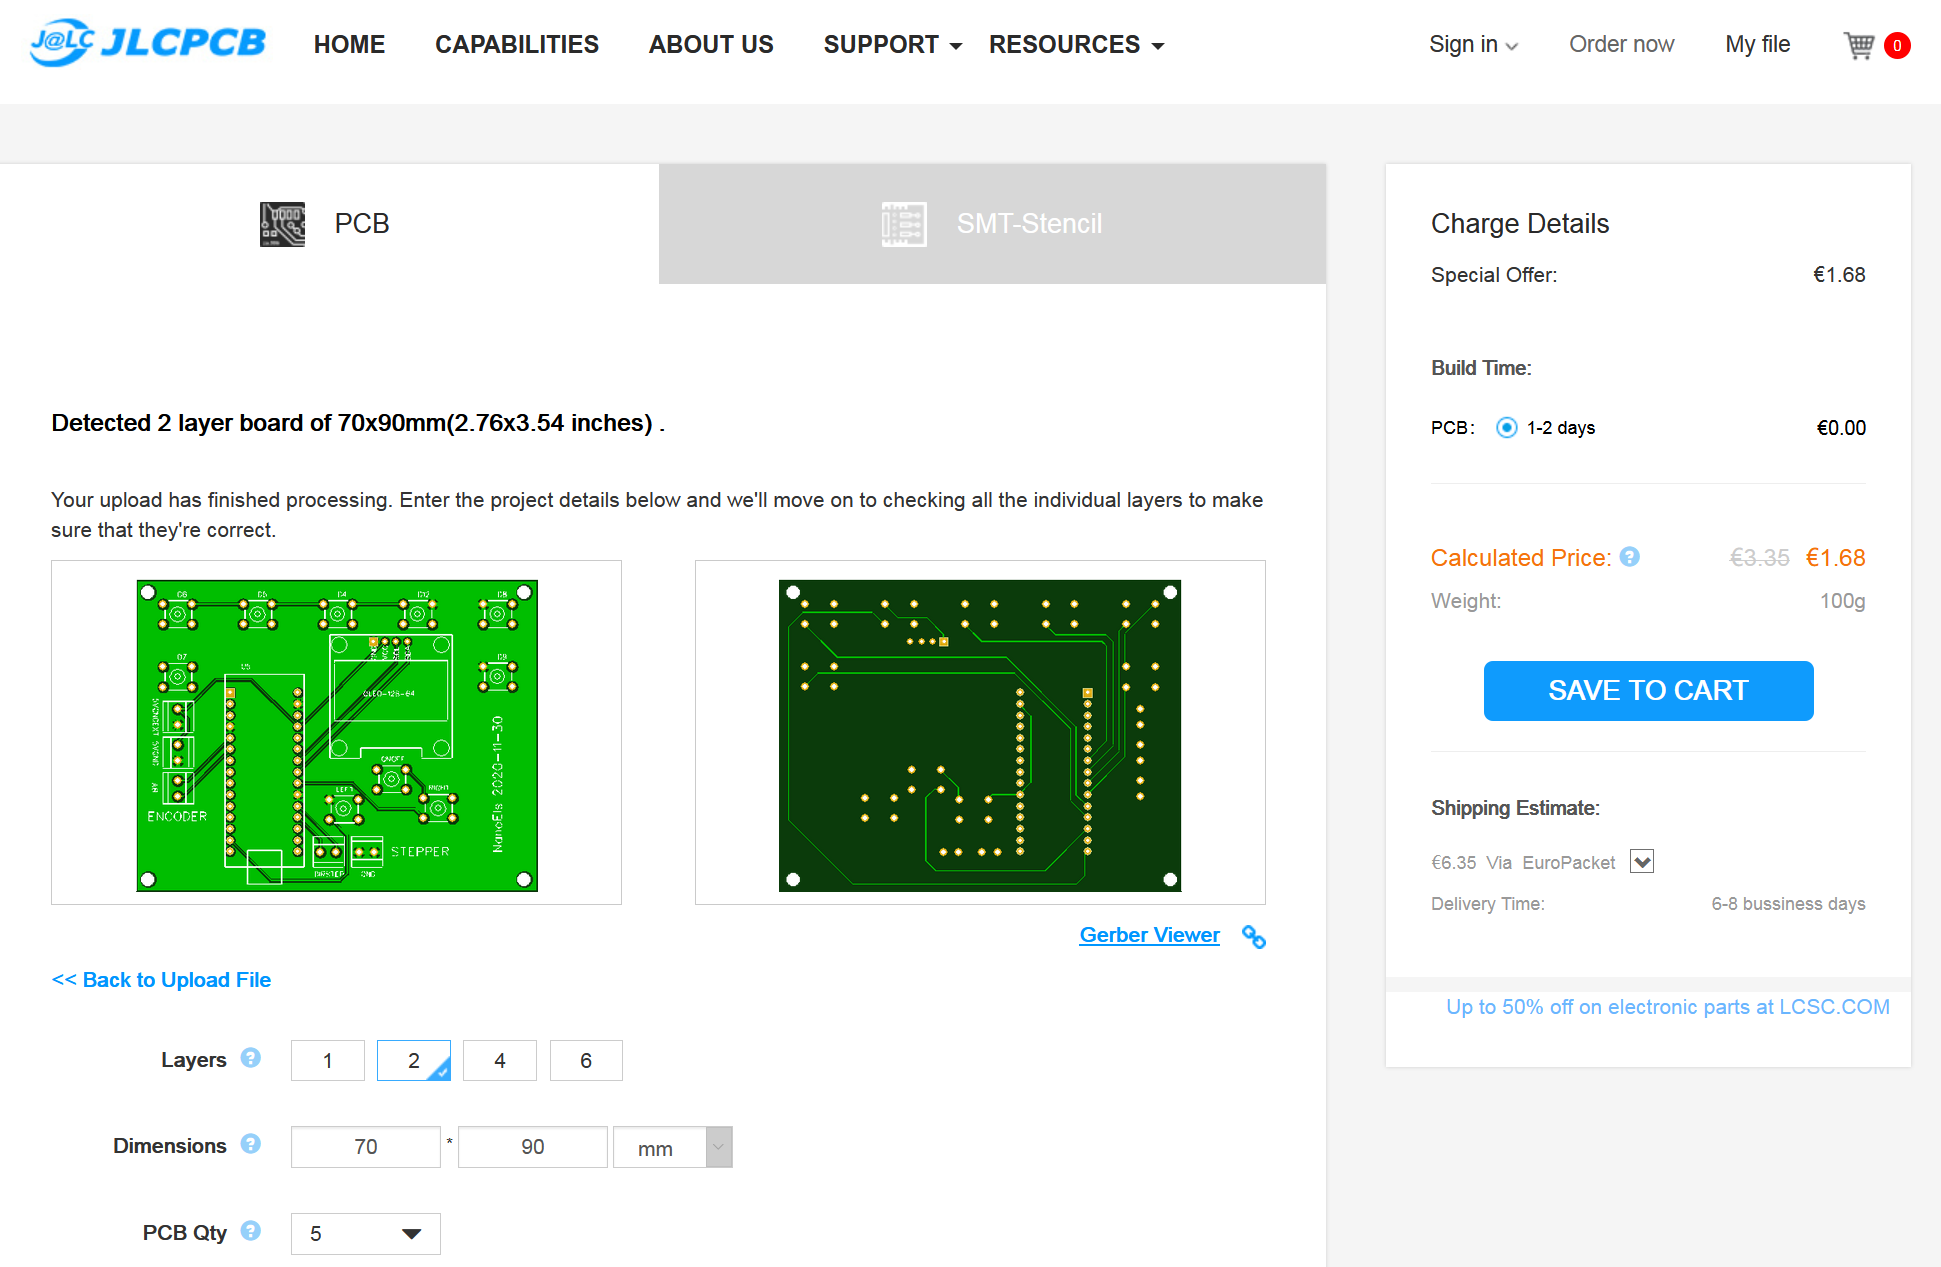 J@LC JLCPCB
HOME CAPABILITIES ABOUT US SUPPORT RESOURCES
Sign in Order now My file 0
PCB
SMT-Stencil
Detected 2 layer board of 70x90mm(2.76x3.54 inches) .
Your upload has finished processing. Enter the project details below and we'll move on to checking all the individual layers to make
sure that they're correct.
ENCODER
LEFT
RIGHT
STEPPER
NanoEls 2020-11-30
Gerber Viewer
<< Back to Upload File
Layers ? 1 2 4 6
Dimensions ? 70 * 90 mm
PCB Qty ? 5
Charge Details
Special Offer: €1.68
Build Time:
PCB: 1-2 days €0.00
Calculated Price: ? €3.35 €1.68
Weight: 100g
SAVE TO CART
Shipping Estimate:
€6.35 Via EuroPacket
Delivery Time: 6-8 bussiness days
Up to 50% off on electronic parts at LCSC.COM